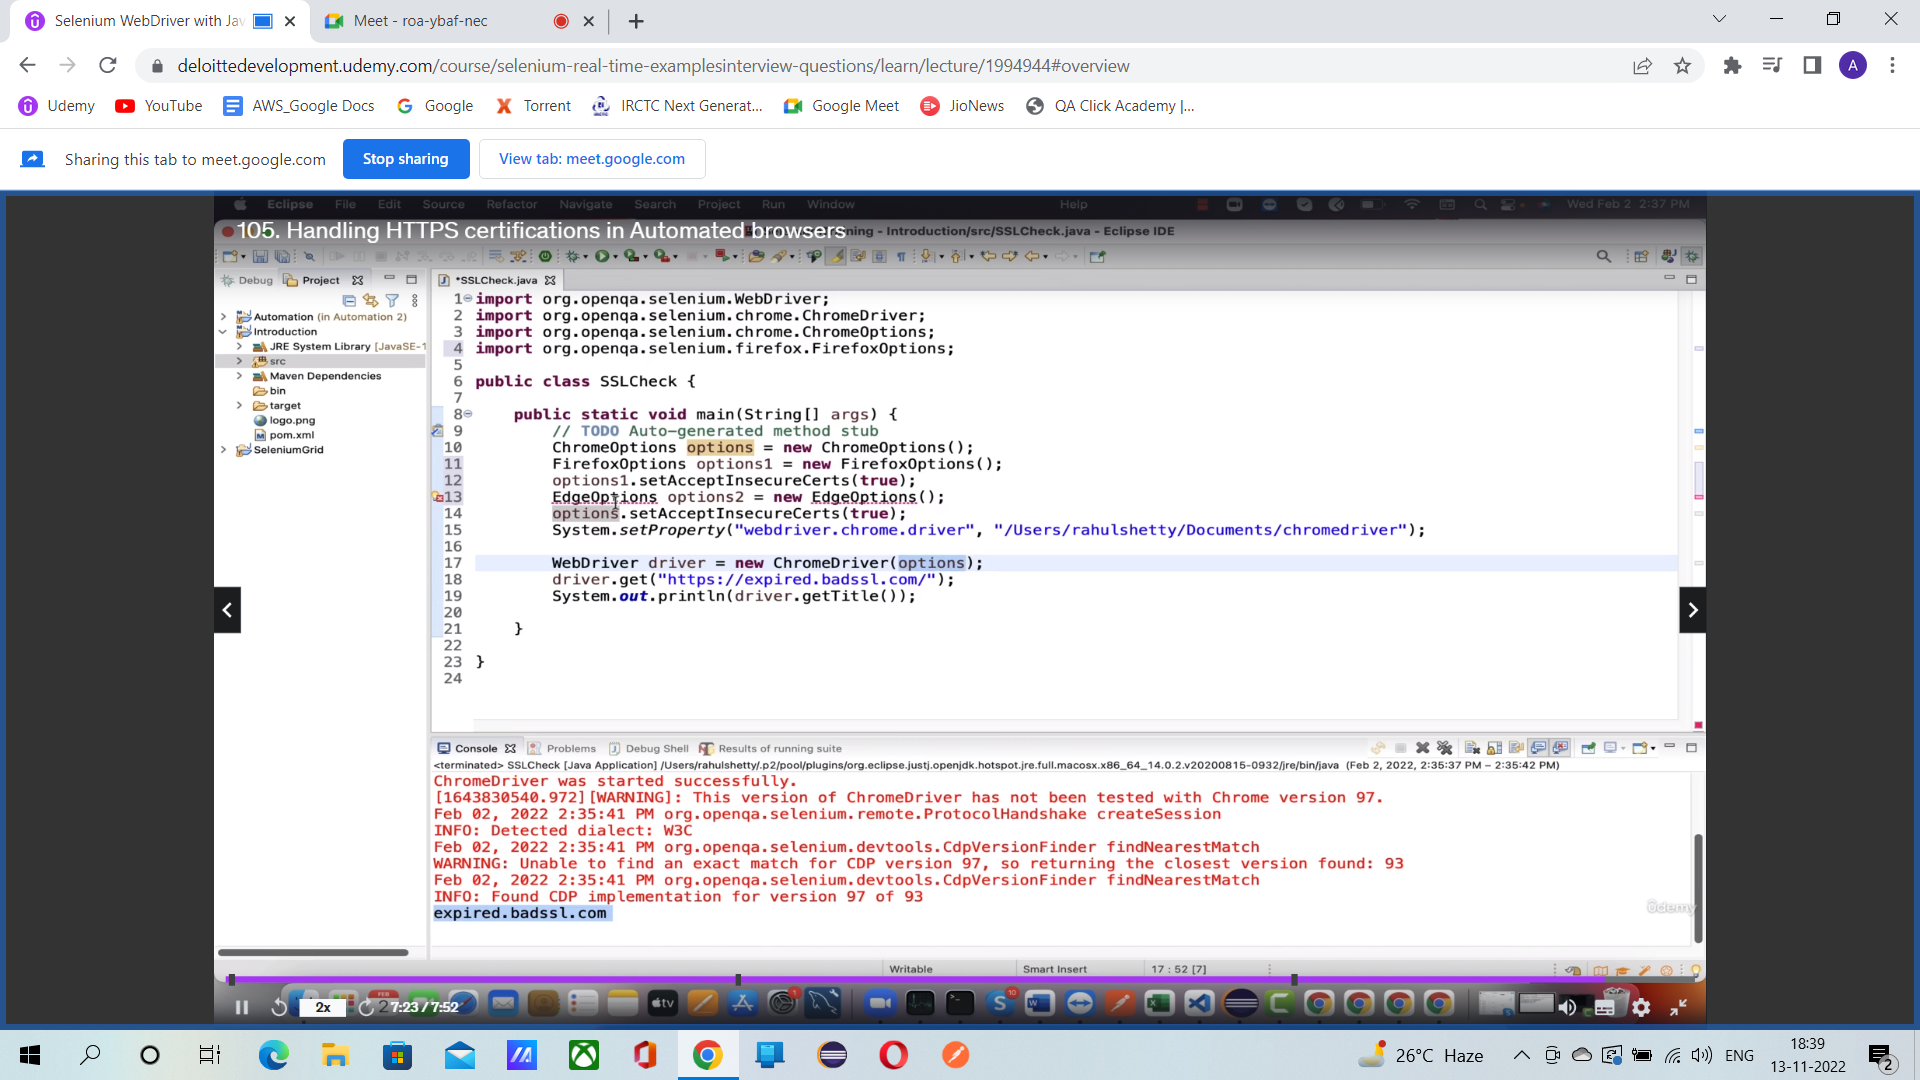 Selenium WebDriver with Jav
Meet - roa-ybaf-nec
deloittedevelopment.udemy.com/course/selenium-real-time-examplesinterview-questions/learn/lecture/1994944#overview
A
Udemy
YouTube
AWS_Google Docs
Google
Torrent
IRCTC Next Generat...
Google Meet
JioNews
QA Click Academy |...
Sharing this tab to meet.google.com
Stop sharing
View tab: meet.google.com
Eclipse File Edit Source Refactor Navigate Search Project Run Window Help
Wed Feb 2 2:37 PM
105. Handling HTTPS certifications in Automated browsers
ning - Introduction/src/SSLCheck.java - Eclipse IDE
Debug
Project
*SSLCheck.java
Automation (in Automation 2)
Introduction
JRE System Library [JavaSE-1
src
Maven Dependencies
bin
target
logo.png
pom.xml
SeleniumGrid
1 import org.openqa.selenium.WebDriver;
2 import org.openqa.selenium.chrome.ChromeDriver;
3 import org.openqa.selenium.chrome.ChromeOptions;
4 import org.openqa.selenium.firefox.FirefoxOptions;
5
6 public class SSLCheck {
7
8 public static void main(String[] args) {
9 // TODO Auto-generated method stub
10 ChromeOptions options = new ChromeOptions();
11 FirefoxOptions options1 = new FirefoxOptions();
12 options1.setAcceptInsecureCerts(true);
13 EdgeOptions options2 = new EdgeOptions();
14 options.setAcceptInsecureCerts(true);
15 System.setProperty("webdriver.chrome.driver", "/Users/rahulshetty/Documents/chromedriver");
16
17 WebDriver driver = new ChromeDriver(options);
18 driver.get("https://expired.badssl.com/");
19 System.out.println(driver.getTitle());
20
21 }
22
23 }
24
Console
Problems
Debug Shell
Results of running suite
<terminated> SSLCheck [Java Application] /Users/rahulshetty/.p2/pool/plugins/org.eclipse.justj.openjdk.hotspot.jre.full.macosx.x86_64_14.0.2.v20200815-0932/jre/bin/java (Feb 2, 2022, 2:35:37 PM – 2:35:42 PM)
ChromeDriver was started successfully.
[1643830540.972][WARNING]: This version of ChromeDriver has not been tested with Chrome version 97.
Feb 02, 2022 2:35:41 PM org.openqa.selenium.remote.ProtocolHandshake createSession
INFO: Detected dialect: W3C
Feb 02, 2022 2:35:41 PM org.openqa.selenium.devtools.CdpVersionFinder findNearestMatch
WARNING: Unable to find an exact match for CDP version 97, so returning the closest version found: 93
Feb 02, 2022 2:35:41 PM org.openqa.selenium.devtools.CdpVersionFinder findNearestMatch
INFO: Found CDP implementation for version 97 of 93
expired.badssl.com
Udemy
Writable
Smart Insert
17 : 52 [7]
2x
7:23 / 7:52
tv
26°C Haze
ENG
18:39
13-11-2022
2